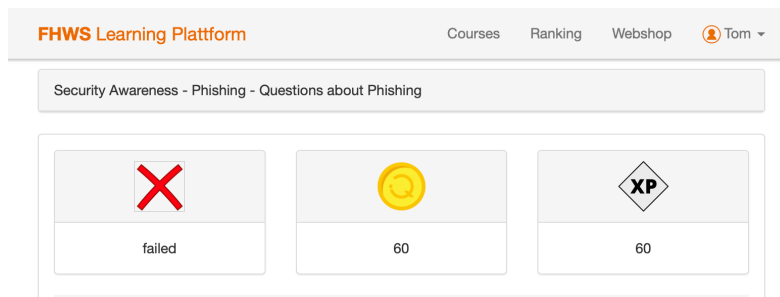 FHWS Learning Plattform Courses Ranking Webshop Tom
Security Awareness - Phishing - Questions about Phishing
XP
failed 60 60